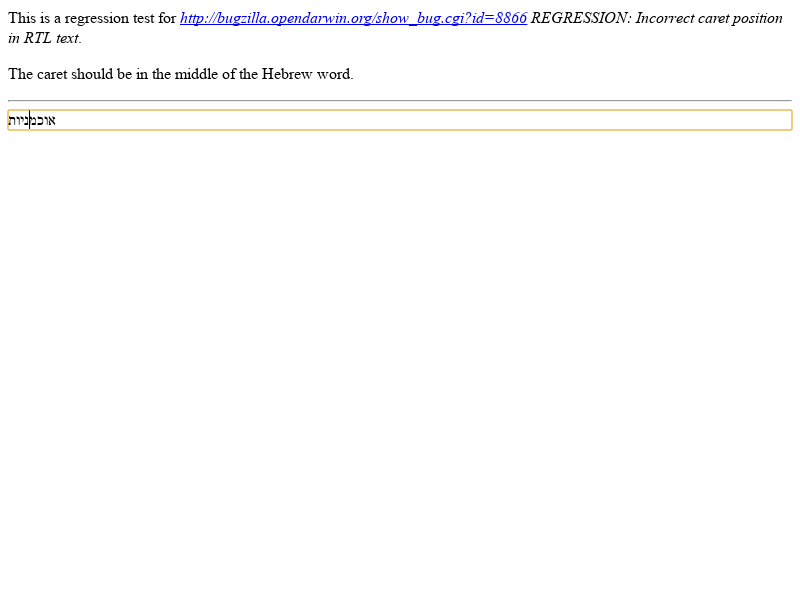 This is a regression test for http://bugzilla.opendarwin.org/show_bug.cgi?id=8866 REGRESSION: Incorrect caret position
in RTL text.
The caret should be in the middle of the Hebrew word.
אוכמניות